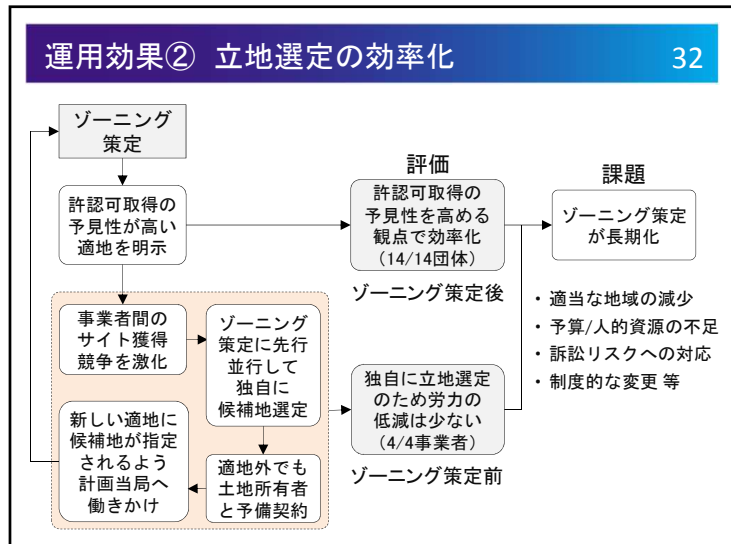 運用効果② 立地選定の効率化
32
ゾーニング
策定
許認可取得の
予見性が高い
適地を明示
事業者間の
サイト獲得
競争を激化
ゾーニング
策定に先行
並行して
独自に
候補地選定
適地外でも
土地所有者
と予備契約
新しい適地に
候補地が指定
されるよう
計画当局へ
働きかけ
評価
許認可取得の
予見性を高める
観点で効率化
(14/14団体)
ゾーニング策定後
独自に立地選定
のため労力の
低減は少ない
(4/4事業者)
ゾーニング策定前
課題
ゾーニング策定
が長期化
・適当な地域の減少
・予算/人的資源の不足
・訴訟リスクへの対応
・制度的な変更 等